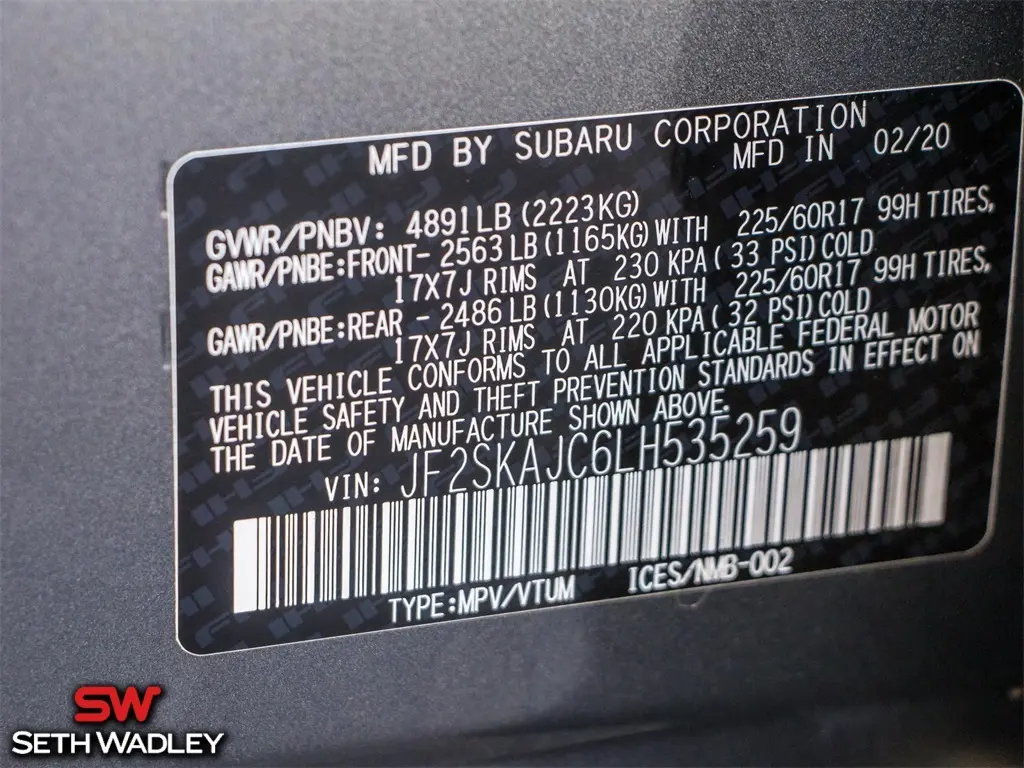 MFD BY SUBARU CORPORATION
MFD IN 02/20
GVWR/PNBV: 4891LB (2223KG)
GAWR/PNBE:FRONT- 2563 LB (1165KG) WITH 225/60R17 99H TIRES,
17X7J RIMS AT 230 KPA ( 33 PSI) COLD
GAWR/PNBE:REAR - 2486 LB (1130KG) WITH 225/60R17 99H TIRES,
17X7J RIMS AT 220 KPA ( 32 PSI) COLD
THIS VEHICLE CONFORMS TO ALL APPLICABLE FEDERAL MOTOR
VEHICLE SAFETY AND THEFT PREVENTION STANDARDS IN EFFECT ON
THE DATE OF MANUFACTURE SHOWN ABOVE.
VIN: JF2SKAJC6LH535259
TYPE:MPV/VTUM ICES/NMB-002
SW
SETH WADLEY